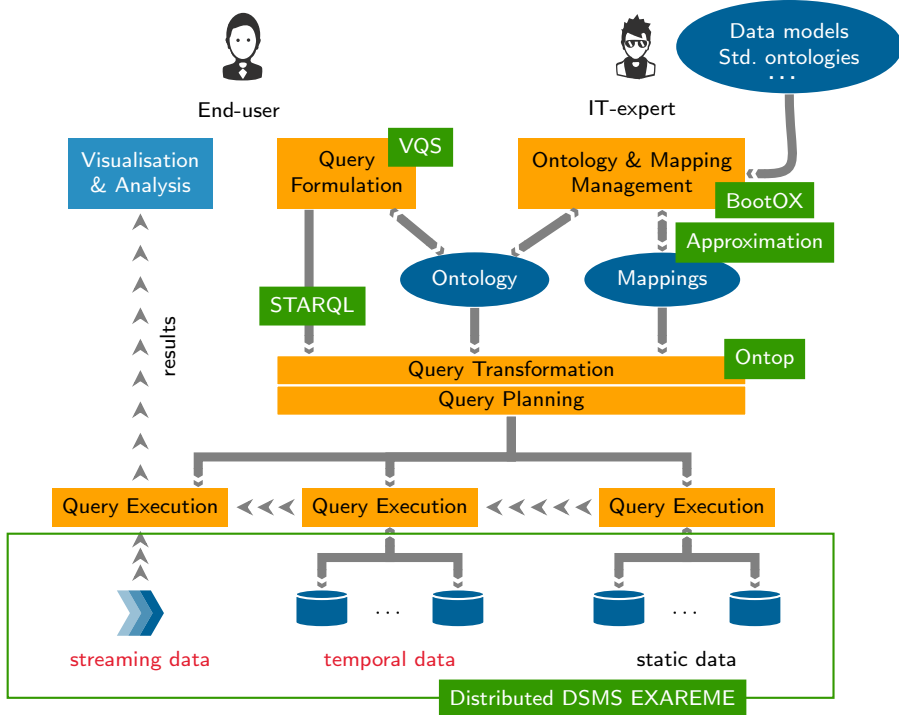 Data models
Std. ontologies
...
End-user
IT-expert
Visualisation
& Analysis
Query
Formulation
VQS
Ontology & Mapping
Management
BootOX
Approximation
Ontology
Mappings
STARQL
results
Query Transformation
Ontop
Query Planning
Query Execution
Query Execution
Query Execution
...
...
streaming data
temporal data
static data
Distributed DSMS EXAREME